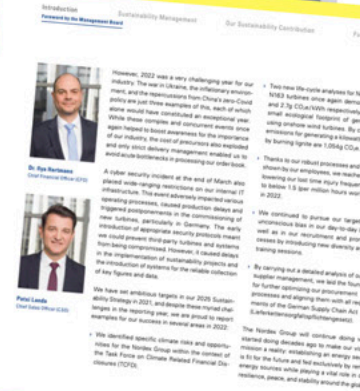 Introduction
Foreword by the Management Board
Sustainability Management
Our Sustainability Contribution
Dr. Ilya Hartmann
Chief Financial Officer (CFO)
Patxi Landa
Chief Sales Officer (CSO)
However, 2022 was a very challenging year for our
industry. The war in Ukraine, the inflationary environ-
ment, and the repercussions from China's zero-Covid
policy are just three examples of this, each of which
alone would have constituted an exceptional year.
While these complex and concurrent events once
again helped to boost awareness for the importance
of our industry, the cost of precursors also exploded
and only strict delivery management enabled us to
avoid acute bottlenecks in processing our order book.
A cyber security incident at the end of March also
placed wide-ranging restrictions on our internal IT
infrastructure. This event adversely impacted various
operating processes, caused production delays and
triggered postponements in the commissioning of
new turbines, particularly in Germany. The early
introduction of appropriate security protocols meant
we could prevent third-party turbines and systems
from being compromised. However, it caused delays
in the implementation of sustainability projects and
the introduction of systems for the reliable collection
of key figures and data.
We have set ambitious targets in our 2025 Sustain-
ability Strategy in 2021, and despite these myriad chal-
lenges in the reporting year, we are proud to report
examples for our success in several areas in 2022:
› We identified specific climate risks and opportu-
nities for the Nordex Group within the context of
the Task Force on Climate Related Financial Dis-
closures (TCFD).
› Two new life-cycle analyses for N
N163 turbines once again dem
and 2.7g CO₂e/kWh respectively
small ecological footprint of gen
using onshore wind turbines. By
emissions for generating a kilowatt
by burning lignite are 1,054g CO₂e
› Thanks to our robust processes and
shown by our employees, we reache
lowering our lost time injury frequen
to below 1.5 (per million hours wor
in 2022.
› We continued to pursue our targe
unconscious bias in our day-to-day
well as in our recruitment and pro
cesses by introducing new diversity
training sessions.
› By carrying out a detailed analysis of
supplier management, we laid the foun
for further optimizing our procurement
processes and aligning them with all re
ments of the German Supply Chain Act
(Lieferkettensorgfaltspflichtengesetz).
The Nordex Group will continue doing
started doing decades ago to make our vi
mission a reality: establishing an energy
is fit for the future and fed exclusively by
energy sources while playing a vital role in
resilience, peace, and stability around the